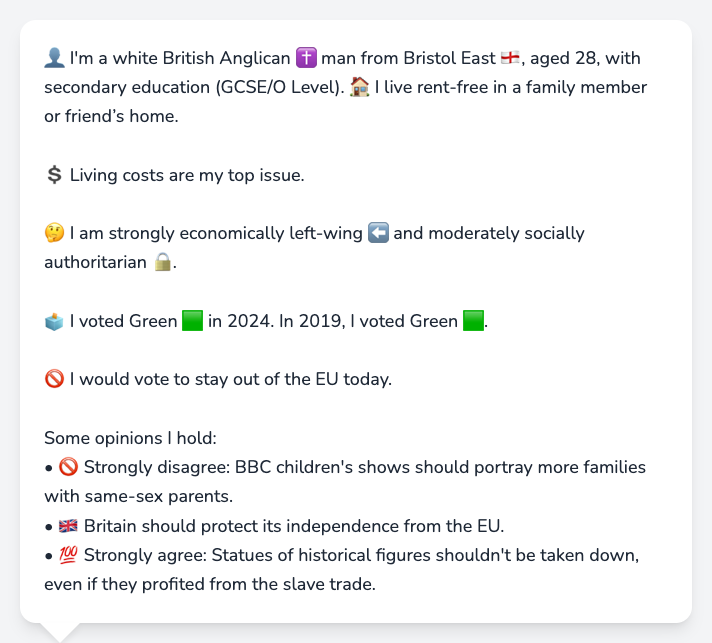 👤 I'm a white British Anglican ✝️ man from Bristol East 🏴󠁧󠁢󠁥󠁮󠁧󠁿, aged 28, with
secondary education (GCSE/O Level). 🏠 I live rent-free in a family member
or friend’s home.
💲 Living costs are my top issue.
🤔 I am strongly economically left-wing ⬅️ and moderately socially
authoritarian 🔒.
🗳️ I voted Green 🟩 in 2024. In 2019, I voted Green 🟩.
🚫 I would vote to stay out of the EU today.
Some opinions I hold:
• 🚫 Strongly disagree: BBC children's shows should portray more families
with same-sex parents.
• 🇬🇧 Britain should protect its independence from the EU.
• 💯 Strongly agree: Statues of historical figures shouldn't be taken down,
even if they profited from the slave trade.